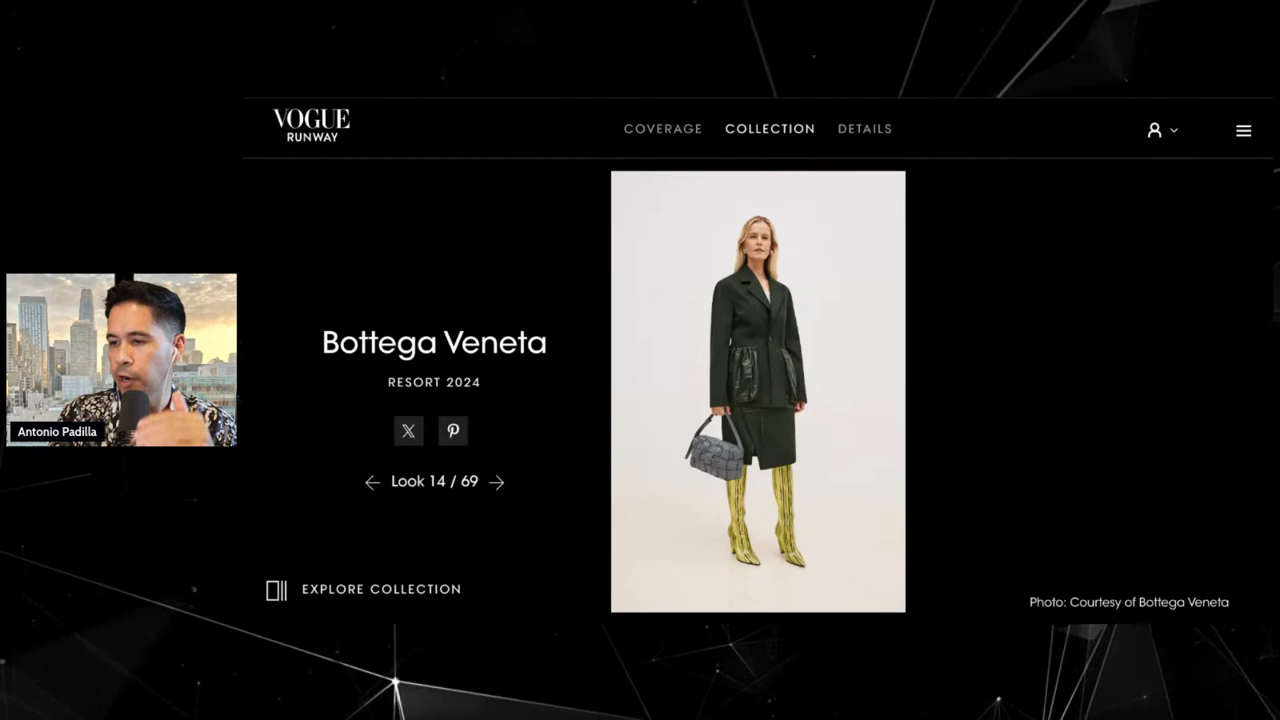 VOGUE
RUNWAY
COVERAGE COLLECTION DETAILS
Antonio Padilla
Bottega Veneta
RESORT 2024
Look 14 / 69
EXPLORE COLLECTION
Photo: Courtesy of Bottega Veneta